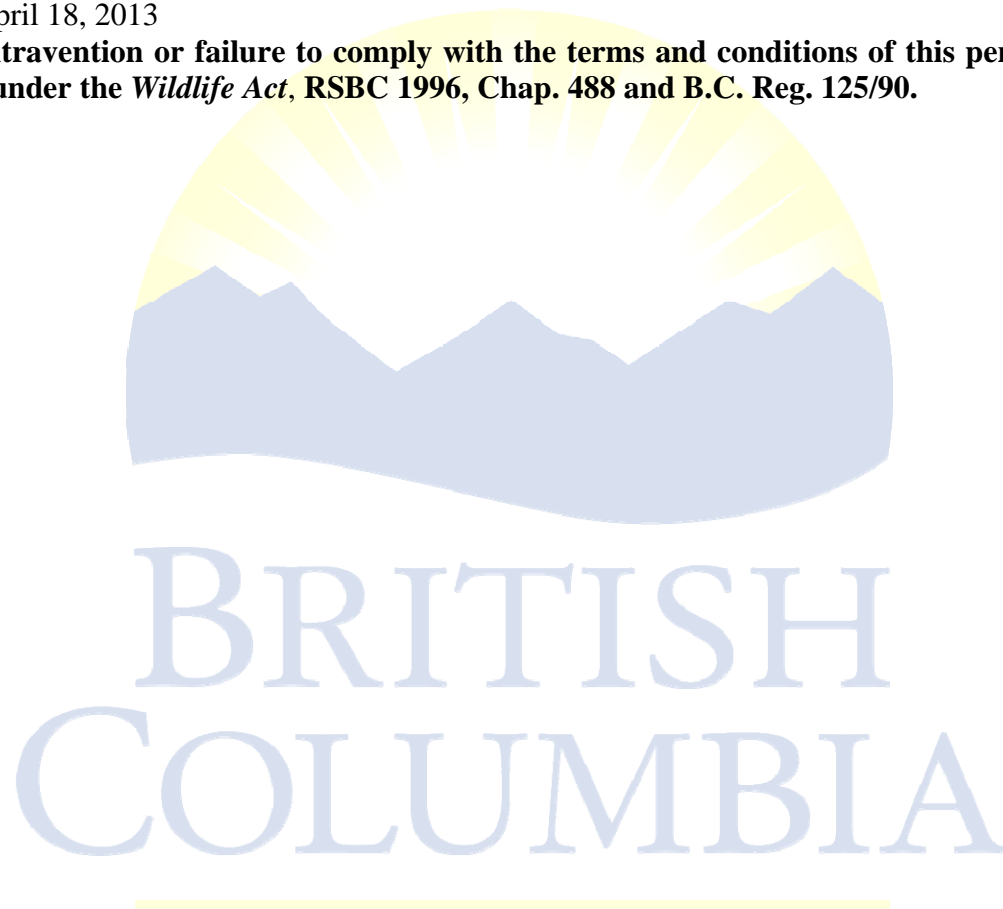 pril 18, 2013
ntravention or failure to comply with the terms and conditions of this per
under the Wildlife Act, RSBC 1996, Chap. 488 and B.C. Reg. 125/90.
BRITISH
COLUMBIA